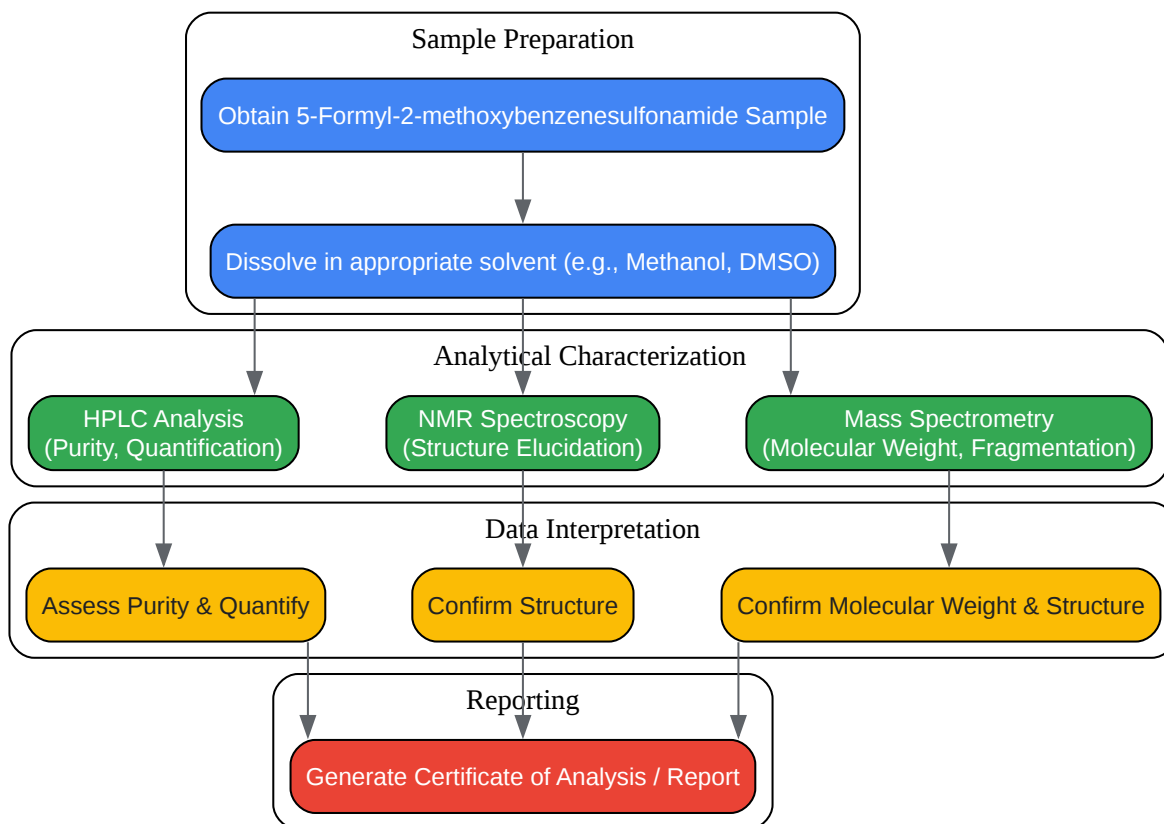 Sample Preparation
Obtain 5-Formyl-2-methoxybenzenesulfonamide Sample
Dissolve in appropriate solvent (e.g., Methanol, DMSO)
Analytical Characterization
HPLC Analysis
(Purity, Quantification)
NMR Spectroscopy
(Structure Elucidation)
Mass Spectrometry
(Molecular Weight, Fragmentation)
Data Interpretation
Assess Purity & Quantify
Confirm Structure
Confirm Molecular Weight & Structure
Reporting
Generate Certificate of Analysis / Report